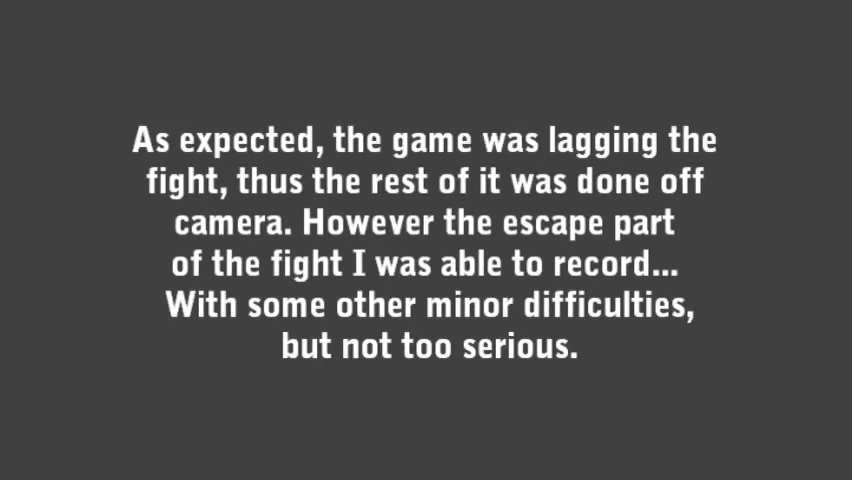 As expected, the game was lagging the
fight, thus the rest of it was done off
camera. However the escape part
of the fight I was able to record...
With some other minor difficulties,
but not too serious.